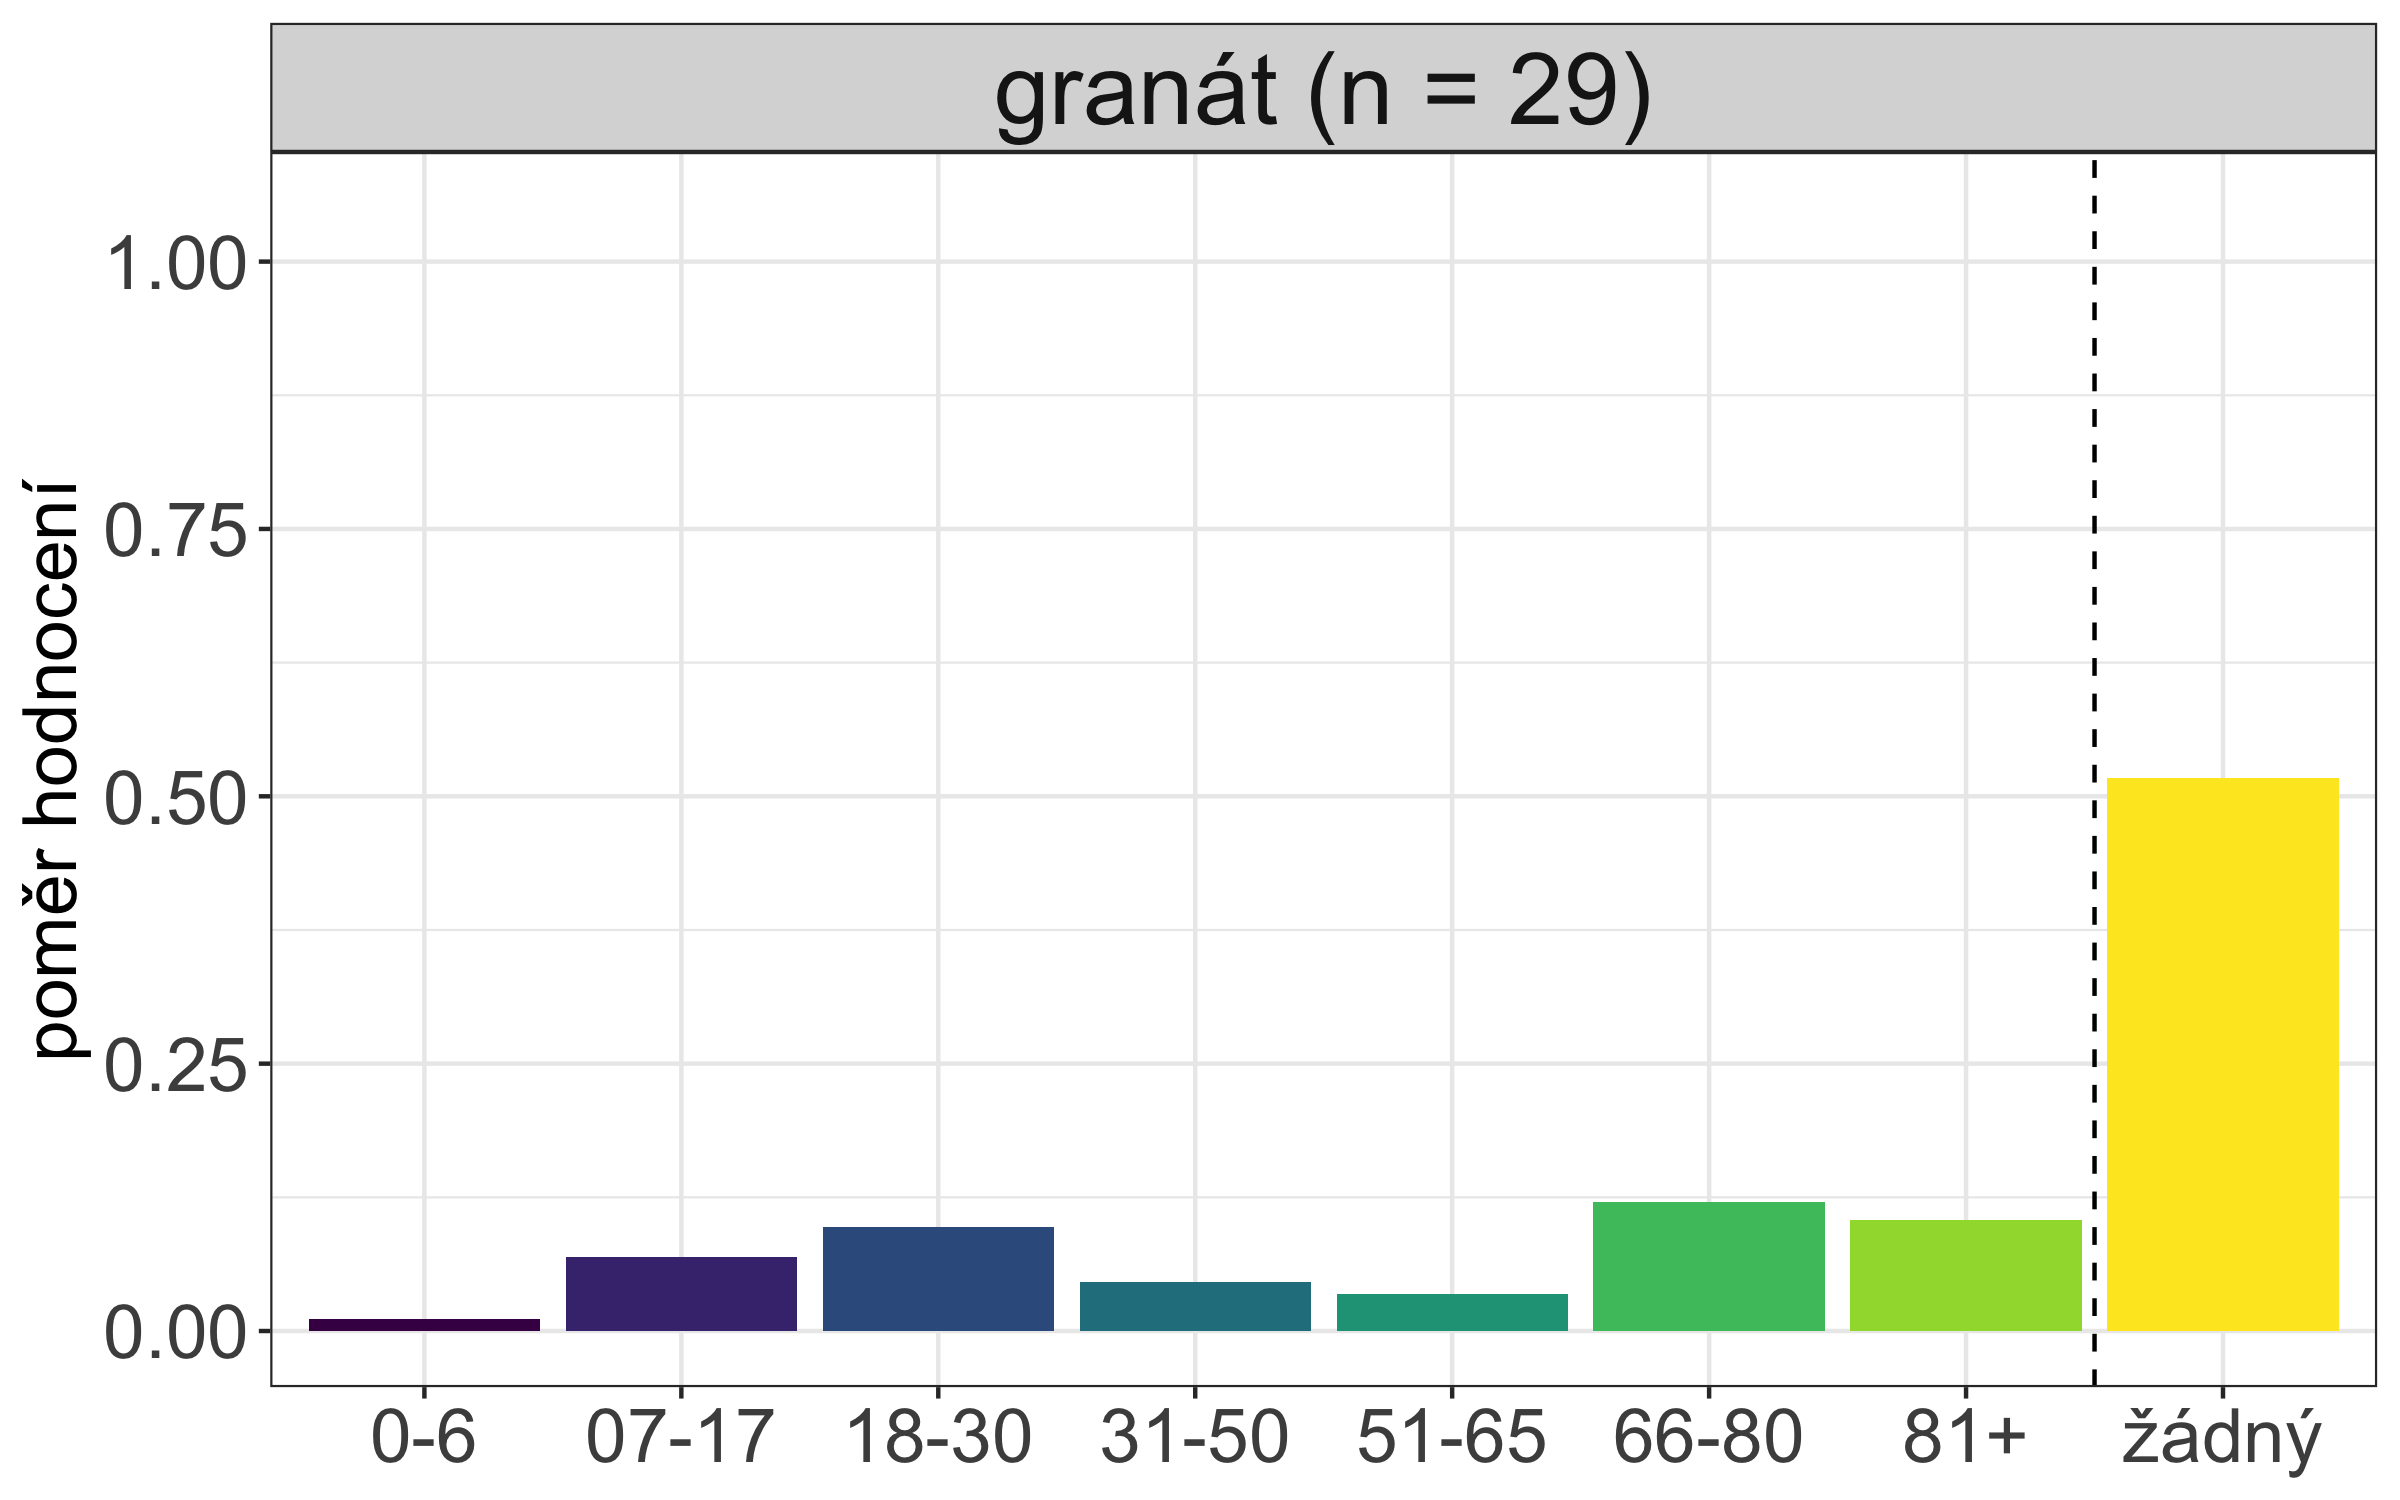 granát (n = 29)
poměr hodnocení
1.00
0.75
0.50
0.25
0.00
0-6 07-17 18-30 31-50 51-65 66-80 81+ žádný